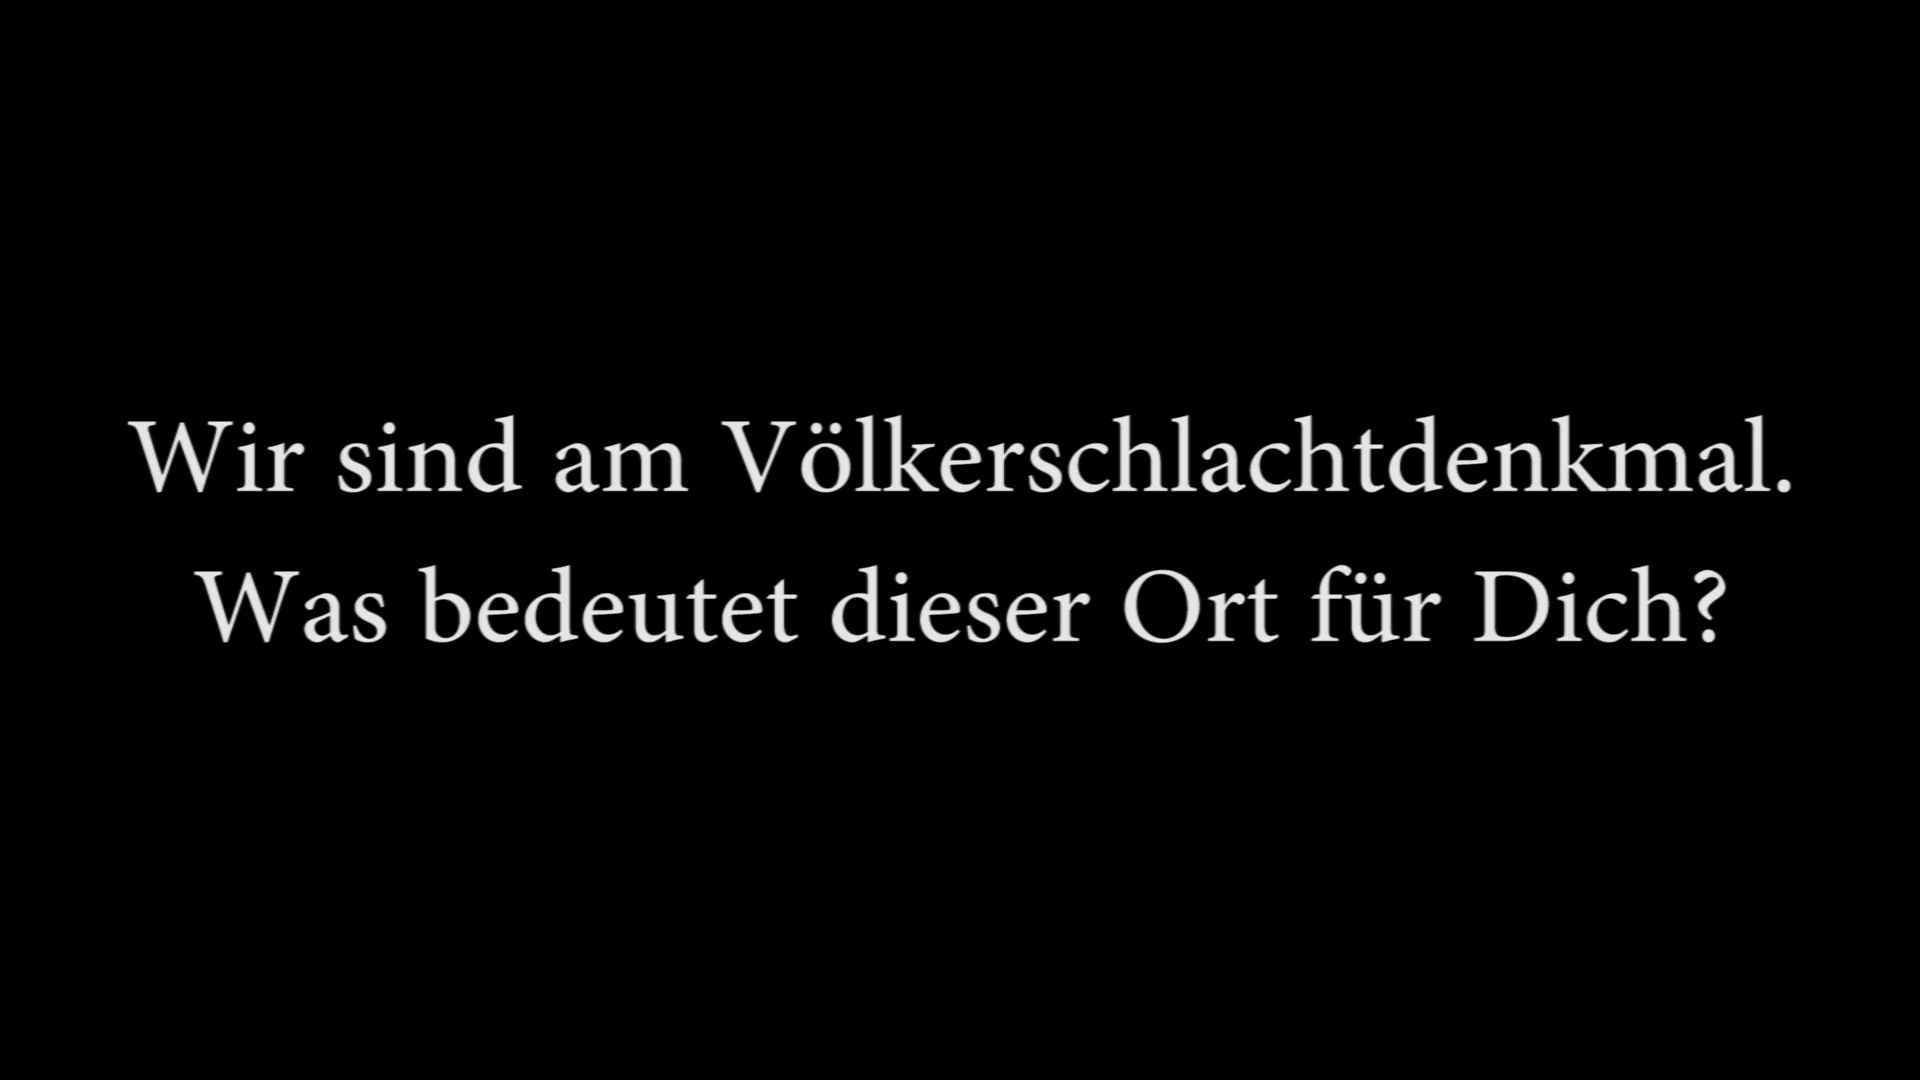 Wir sind am Völkerschlachtdenkmal.
Was bedeutet dieser Ort für Dich?